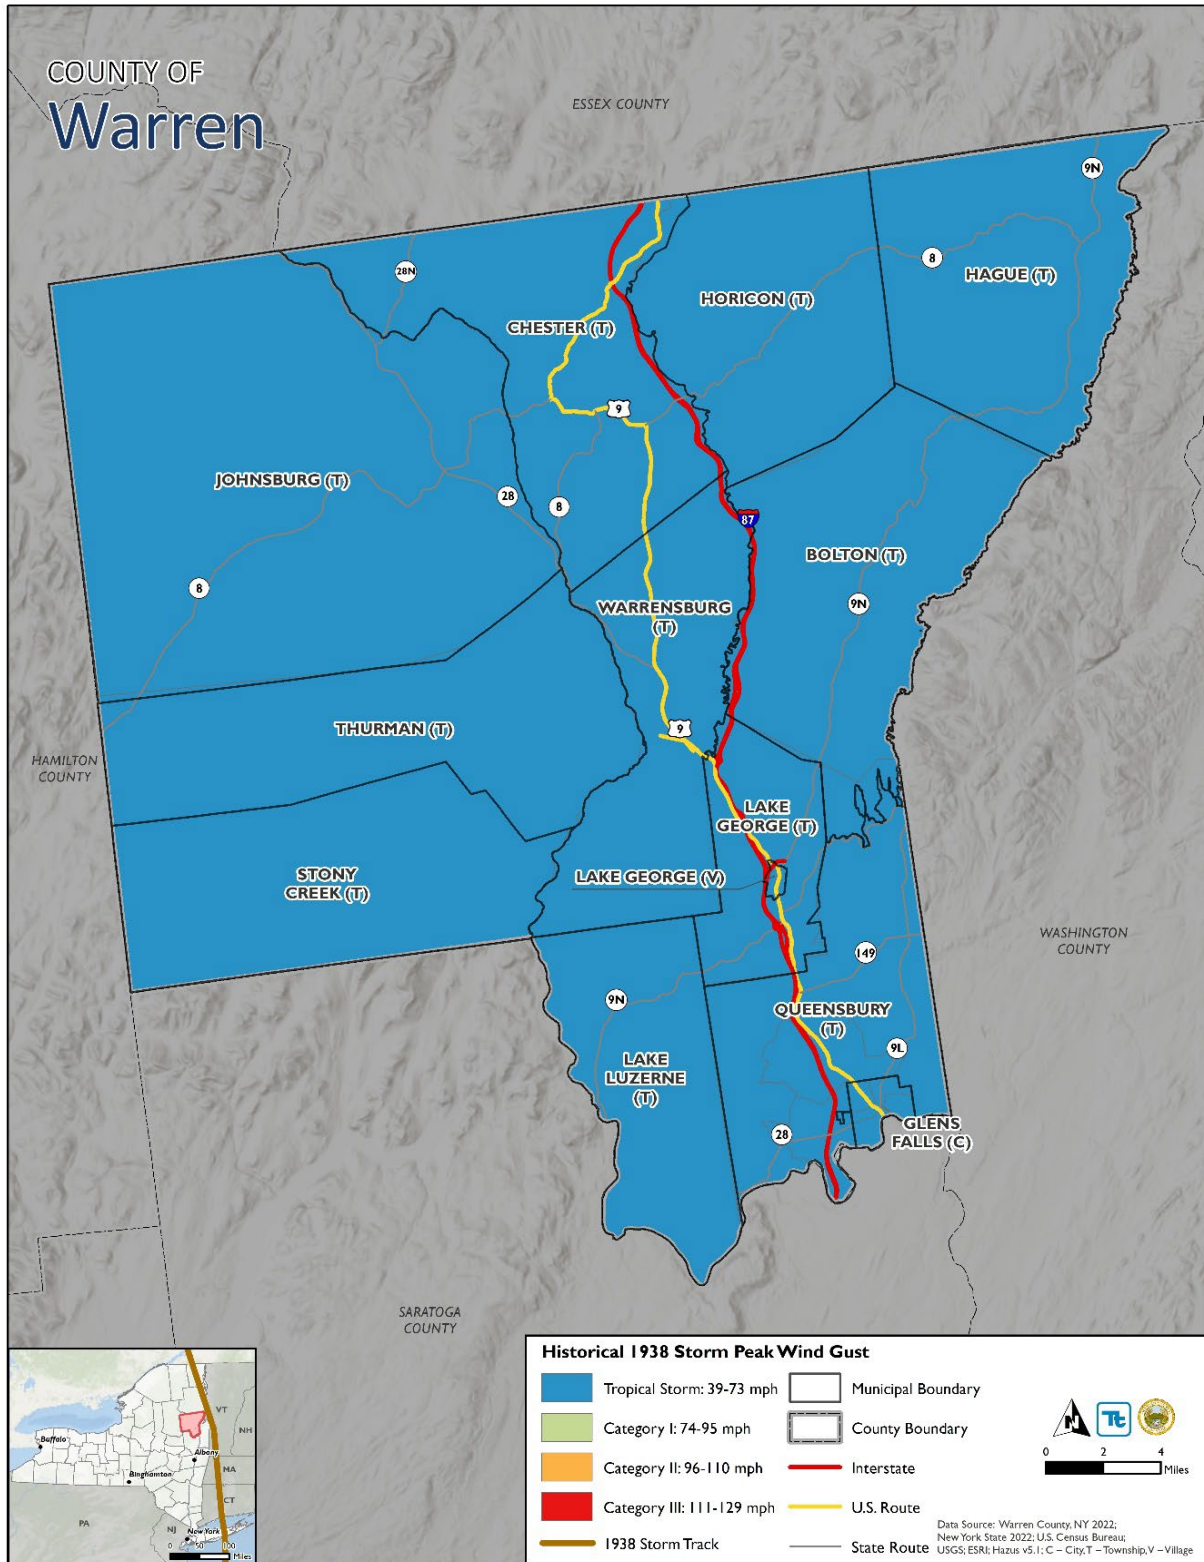 COUNTY OF
Warren
ESSEX COUNTY
9N
8
HAGUE (T)
28N
HORICON (T)
CHESTER (T)
9
JOHNSBURG (T)
28
8
87
BOLTON (T)
8
9N
WARRENSBURG
(T)
THURMAN (T)
9
HAMILTON
COUNTY
LAKE
GEORGE (T)
STONY
CREEK (T)
LAKE GEORGE (V)
WASHINGTON
COUNTY
149
9N
QUEENSBURY
(T)
9L
LAKE
LUZERNE
(T)
GLENS
FALLS (C)
28
SARATOGA
COUNTY
VT
NH
Buffalo
Albany
MA
Binghamton
CT
PA
NJ
New York
0 50 100
Miles
Historical 1938 Storm Peak Wind Gust
Tropical Storm: 39-73 mph
Category I: 74-95 mph
Category II: 96-110 mph
Category III: 111-129 mph
1938 Storm Track
Municipal Boundary
County Boundary
Interstate
U.S. Route
State Route
N
Tt
0 2 4
Miles
Data Source: Warren County, NY 2022;
New York State 2022; U.S. Census Bureau;
USGS; ESRI; Hazus v5.1; C – City, T – Township, V – Village